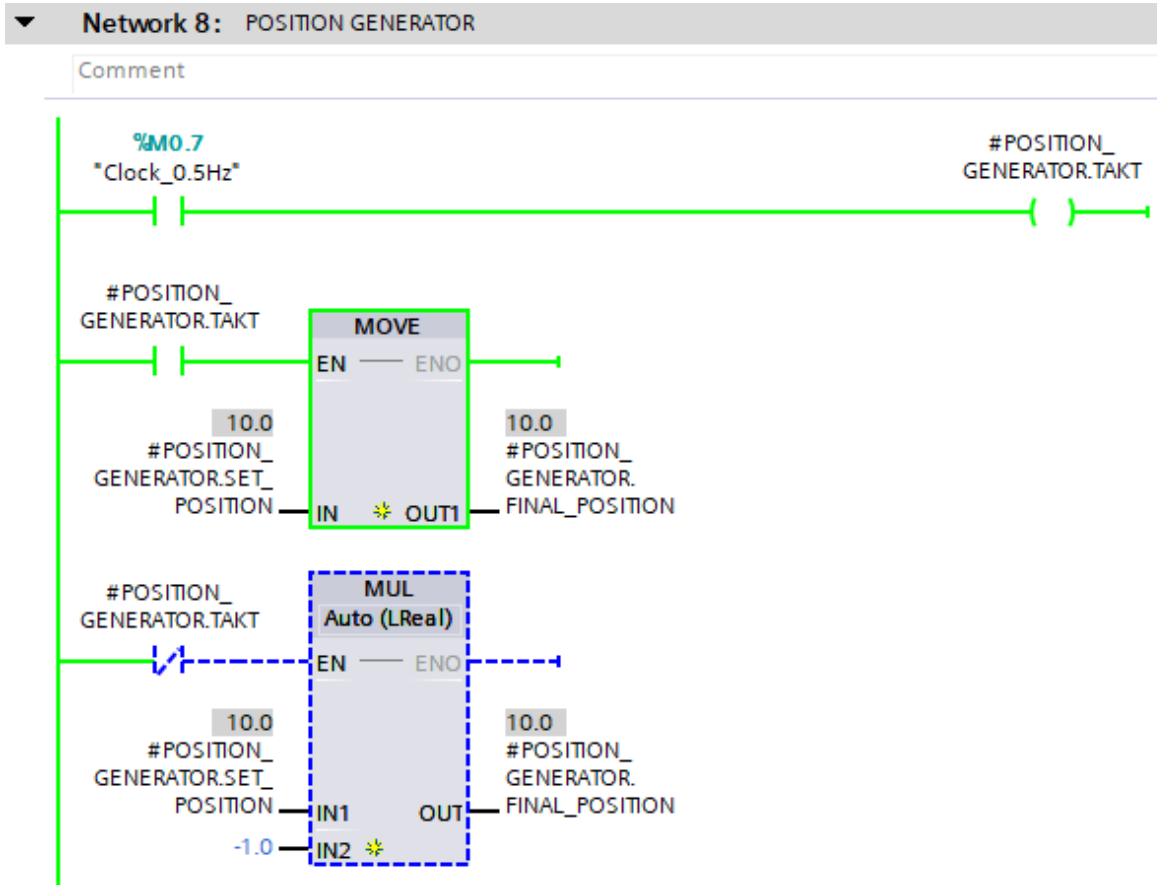 Network 8: POSITION GENERATOR
Comment
%M0.7
"Clock_0.5Hz"
#POSITION_
GENERATOR.TAKT
#POSITION_
GENERATOR.TAKT
MOVE
EN ENO
10.0
#POSITION_
GENERATOR.SET_
POSITION
IN OUT1
10.0
#POSITION_
GENERATOR.
FINAL_POSITION
#POSITION_
GENERATOR.TAKT
MUL
Auto (LReal)
EN ENO
10.0
#POSITION_
GENERATOR.SET_
POSITION
IN1 OUT
10.0
#POSITION_
GENERATOR.
FINAL_POSITION
-1.0 IN2